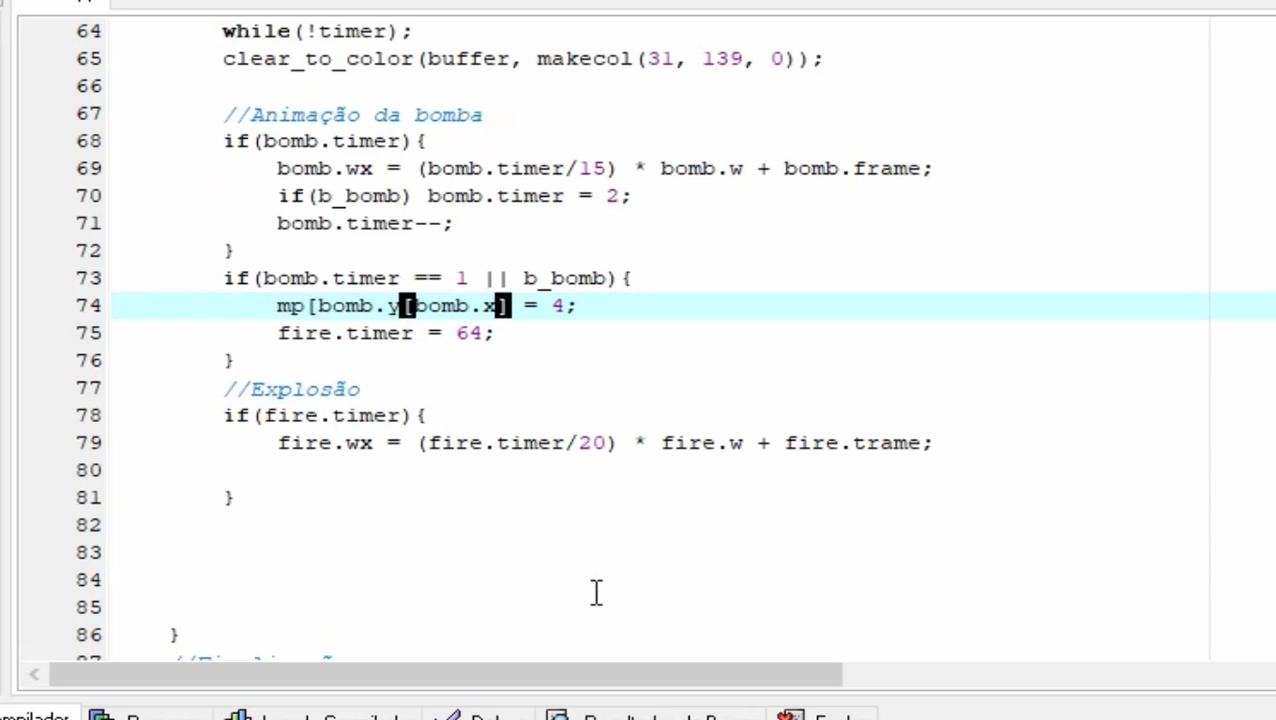 64 while(!timer);
65 clear_to_color(buffer, makecol(31, 139, 0));
66
67 //Animação da bomba
68 if(bomb.timer){
69 bomb.wx = (bomb.timer/15) * bomb.w + bomb.frame;
70 if(b_bomb) bomb.timer = 2;
71 bomb.timer--;
72 }
73 if(bomb.timer == 1 || b_bomb){
74 mp[bomb.y[bomb.x] = 4;
75 fire.timer = 64;
76 }
77 //Explosão
78 if(fire.timer){
79 fire.wx = (fire.timer/20) * fire.w + fire.trame;
80
81 }
82
83
84
85
86 }